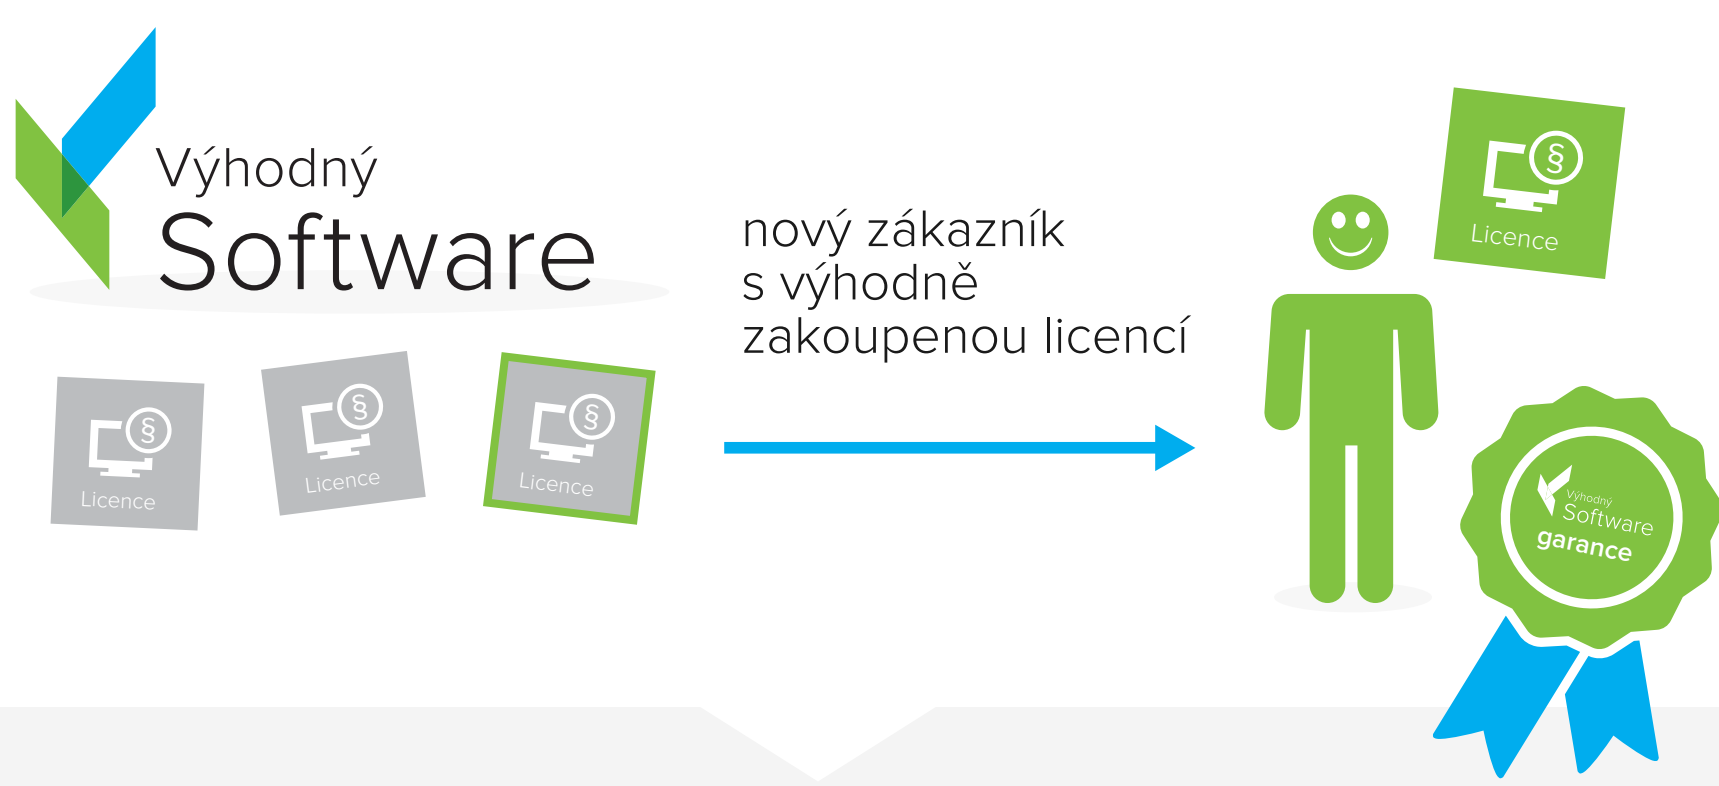 Výhodný
Software
nový zákazník
s výhodně
zakoupenou licencí
§
Licence
§
Licence
§
Licence
§
Licence
Výhodný
Software
garance